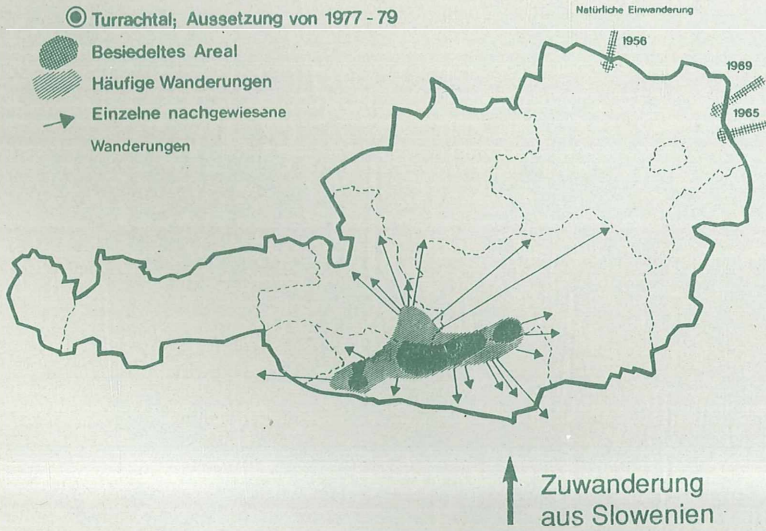 Turrachtal; Aussetzung von 1977 - 79
Besiedeltes Areal
Häufige Wanderungen
Einzelne nachgewiesene
Wanderungen
Natürliche Einwanderung
1956
1969
1965
Zuwanderung
aus Slowenien